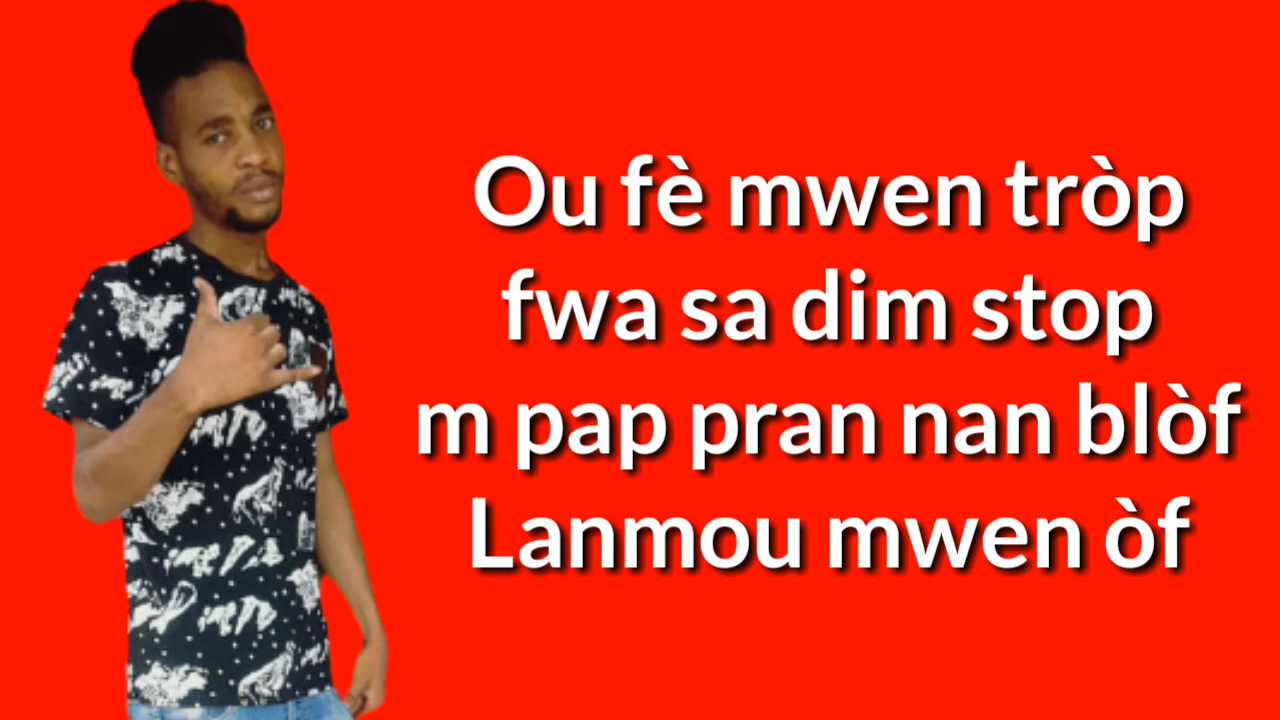 Ou fè mwen tròp
fwa sa dim stop
m pap pran nan blòf
Lanmou mwen òf